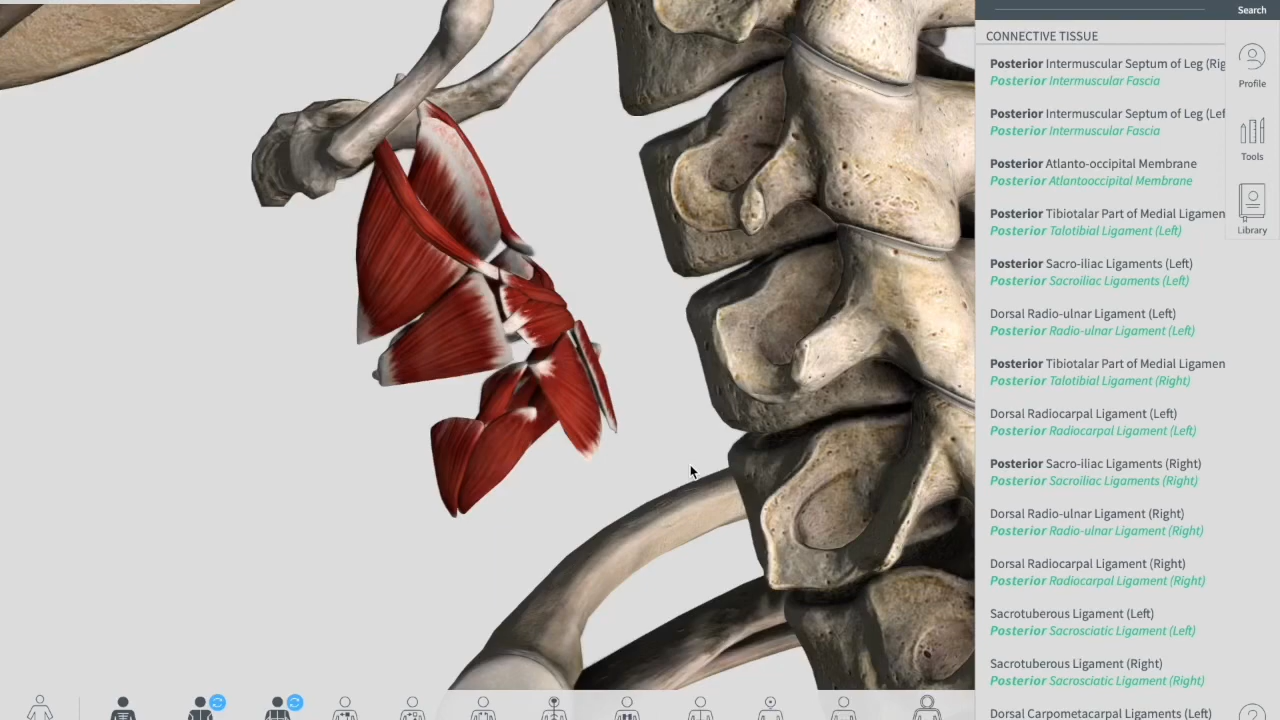 Search
CONNECTIVE TISSUE
Posterior Intermuscular Septum of Leg (Rig
Posterior Intermuscular Fascia
Profile
Posterior Intermuscular Septum of Leg (Lef
Posterior Intermuscular Fascia
Tools
Posterior Atlanto-occipital Membrane
Posterior Atlantooccipital Membrane
Posterior Tibiotalar Part of Medial Ligamen
Posterior Talotibial Ligament (Left)
Library
Posterior Sacro-iliac Ligaments (Left)
Posterior Sacroiliac Ligaments (Left)
Dorsal Radio-ulnar Ligament (Left)
Posterior Radio-ulnar Ligament (Left)
Posterior Tibiotalar Part of Medial Ligamen
Posterior Talotibial Ligament (Right)
Dorsal Radiocarpal Ligament (Left)
Posterior Radiocarpal Ligament (Left)
Posterior Sacro-iliac Ligaments (Right)
Posterior Sacroiliac Ligaments (Right)
Dorsal Radio-ulnar Ligament (Right)
Posterior Radio-ulnar Ligament (Right)
Dorsal Radiocarpal Ligament (Right)
Posterior Radiocarpal Ligament (Right)
Sacrotuberous Ligament (Left)
Posterior Sacrosciatic Ligament (Left)
Sacrotuberous Ligament (Right)
Posterior Sacrosciatic Ligament (Right)
Dorsal Carpometacarpal Ligaments (Left)